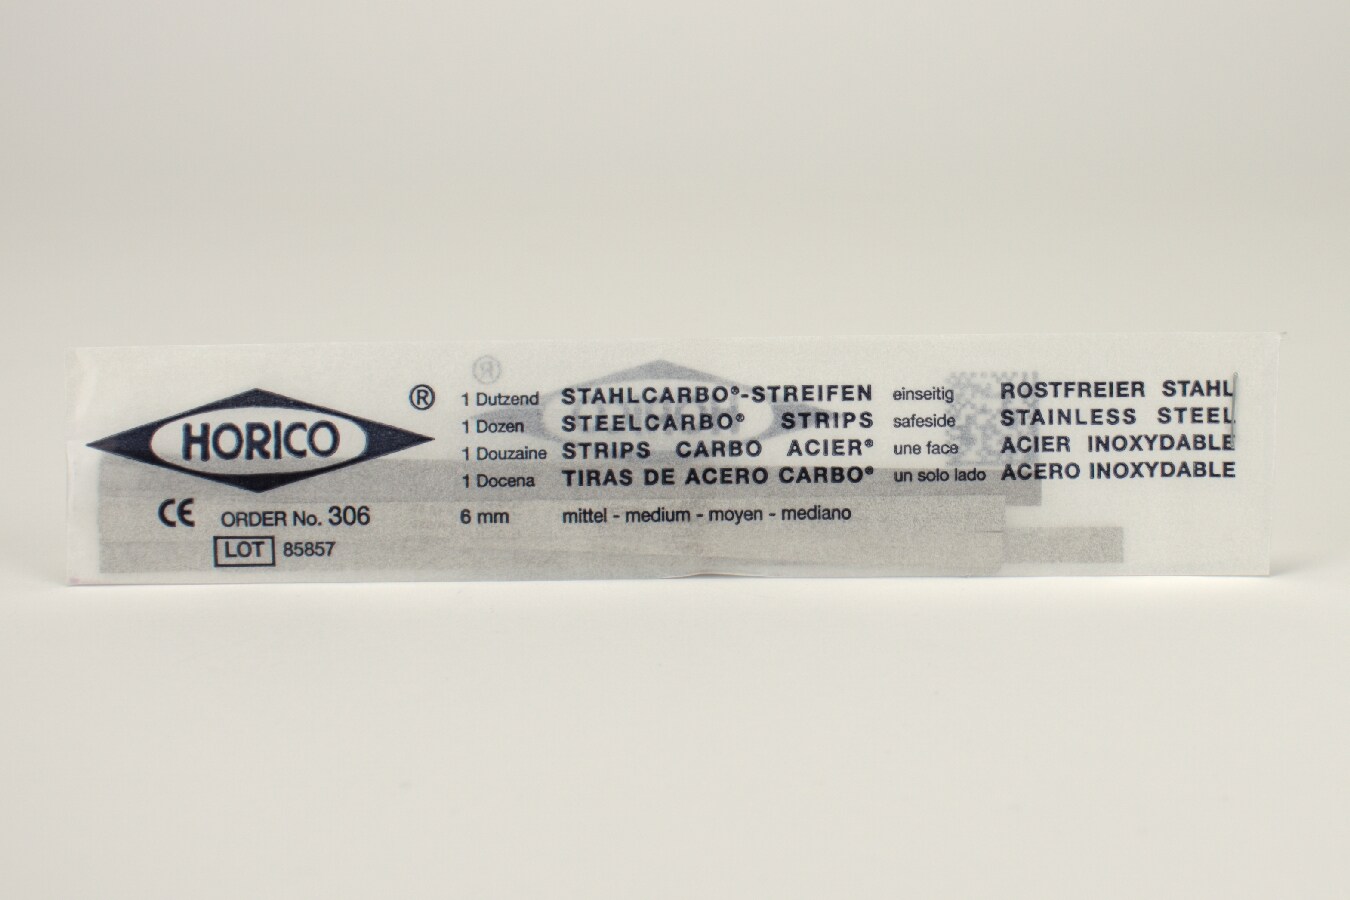 HORICO ®
1 Dutzend STAHLCARBO®-STREIFEN einseitig ROSTFREIER STAHL
1 Dozen STEELCARBO® STRIPS safeside STAINLESS STEEL
1 Douzaine STRIPS CARBO ACIER® une face ACIER INOXYDABLE
1 Docena TIRAS DE ACERO CARBO® un solo lado ACERO INOXYDABLE
CE ORDER No. 306 6 mm mittel - medium - moyen - mediano
LOT 85857